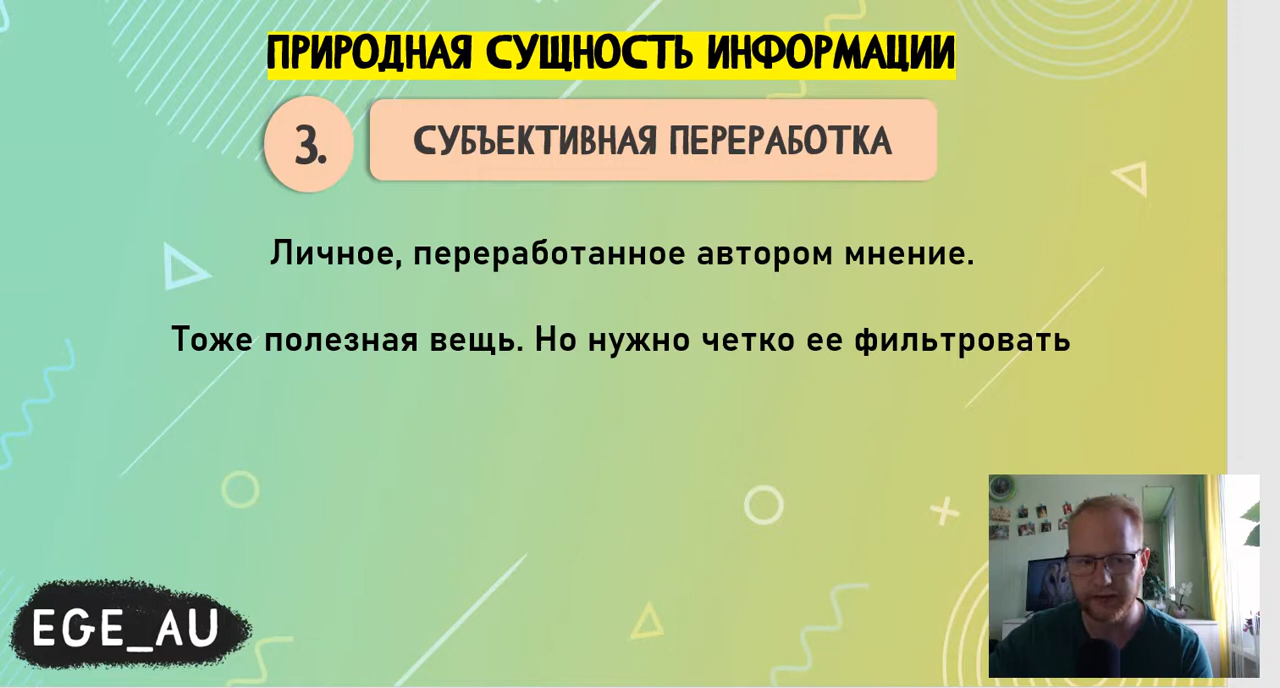 ПРИРОДНАЯ СУЩНОСТЬ ИНФОРМАЦИИ
3.
СУБЪЕКТИВНАЯ ПЕРЕРАБОТКА
Личное, переработанное автором мнение.
Тоже полезная вещь. Но нужно четко ее фильтровать
EGE_AU